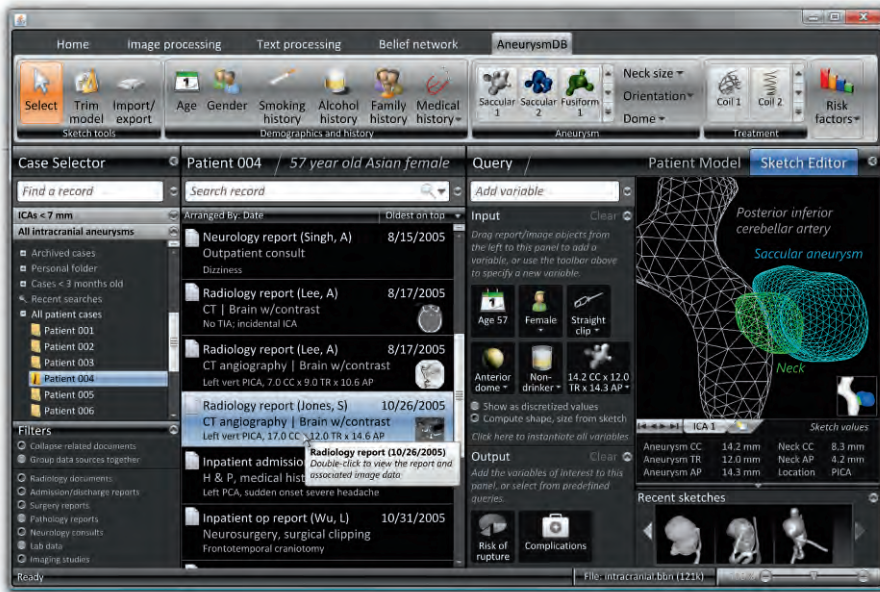 Home
Image processing
Text processing
Belief network
AneurysmDB
Select
Trim model
Import/ export
Sketch tools
1
Age
Gender
Smoking history
Alcohol history
Family history
Medical history
Demographics and history
Saccular 1
Saccular 2
Fusiform 1
Neck size
Orientation
Dome
Aneurysm
Coil 1
Coil 2
Treatment
Risk factors
Case Selector
Find a record
ICAs < 7 mm
All intracranial aneurysms
Archived cases
Personal folder
Cases < 3 months old
Recent searches
All patient cases
Patient 001
Patient 002
Patient 003
Patient 004
Patient 005
Patient 006
Filters
Collapse related documents
Group data sources together
Radiology documents
Admission/discharge reports
Surgery reports
Pathology reports
Neurology consults
Lab data
Imaging studies
Patient 004 / 57 year old Asian female
Search record
Arranged By: Date
Oldest on top
Neurology report (Singh, A) 8/15/2005
Outpatient consult
Dizziness
Radiology report (Lee, A) 8/17/2005
CT | Brain w/contrast
No TIA; incidental ICA
Radiology report (Lee, A) 8/17/2005
CT angiography | Brain w/contrast
Left vert PICA, 7.0 CC x 9.0 TR x 10.6 AP
Radiology report (Jones, S) 10/26/2005
CT angiography | Brain w/contrast
Left vert PICA, 17.0 CC 12.0 TR x 14.6 AP
Radiology report (10/26/2005)
Double-click to view the report and
associated image data
Inpatient admissio
H & P, medical hist
Left PCA, sudden onset severe headache
Inpatient op report (Wu, L) 10/31/2005
Neurosurgery, surgical clipping
Frontotemporal craniotomy
Query /
Add variable
Input
Clear
Drag report/image objects from
the left to this panel to add a
variable, or use the toolbar above
to specify a new variable.
1
Age 57
Female
Straight clip
Anterior dome
Non-drinker
14.2 CC x 12.0 TR x 14.3 AP
Show as discretized values
Compute shape, size from sketch
Click here to instantiate all variables
Output
Clear
Add the variables of interest to this
panel, or select from predefined
queries.
Risk of rupture
Complications
Patient Model
Sketch Editor
Posterior inferior
cerebellar artery
Saccular aneurysm
Neck
ICA 1
Sketch values
Aneurysm CC 14.2 mm Neck CC 8.3 mm
Aneurysm TR 12.0 mm Neck AP 4.2 mm
Aneurysm AP 14.3 mm Location PICA
Recent sketches
Ready
File: intracranial.bbn (121k)